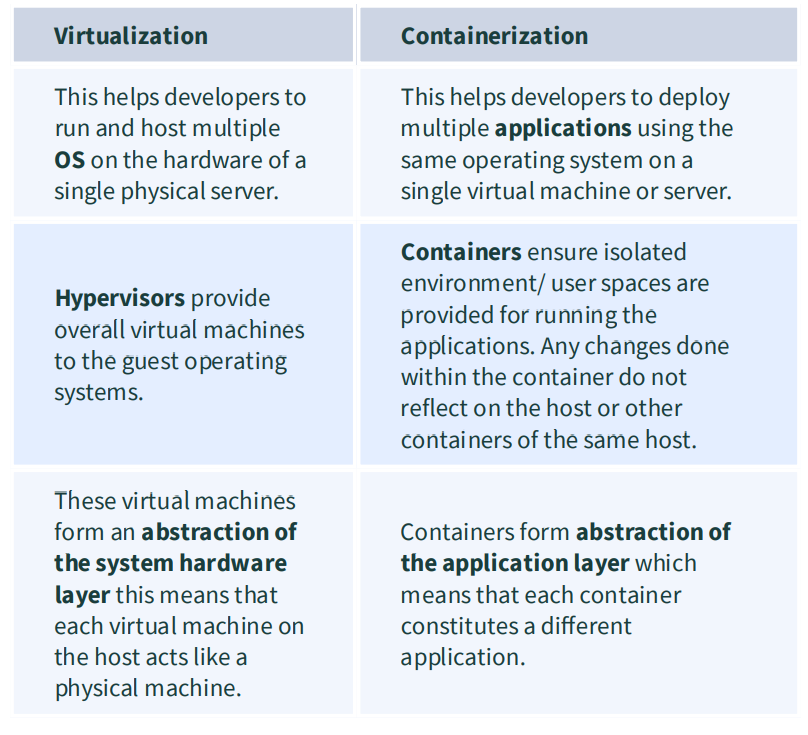 Virtualization
Containerization
This helps developers to
run and host multiple
OS on the hardware of a
single physical server.
This helps developers to deploy
multiple applications using the
same operating system on a
single virtual machine or server.
Hypervisors provide
overall virtual machines
to the guest operating
systems.
Containers ensure isolated
environment/ user spaces are
provided for running the
applications. Any changes done
within the container do not
reflect on the host or other
containers of the same host.
These virtual machines
form an abstraction of
the system hardware
layer this means that
each virtual machine on
the host acts like a
physical machine.
Containers form abstraction of
the application layer which
means that each container
constitutes a different
application.